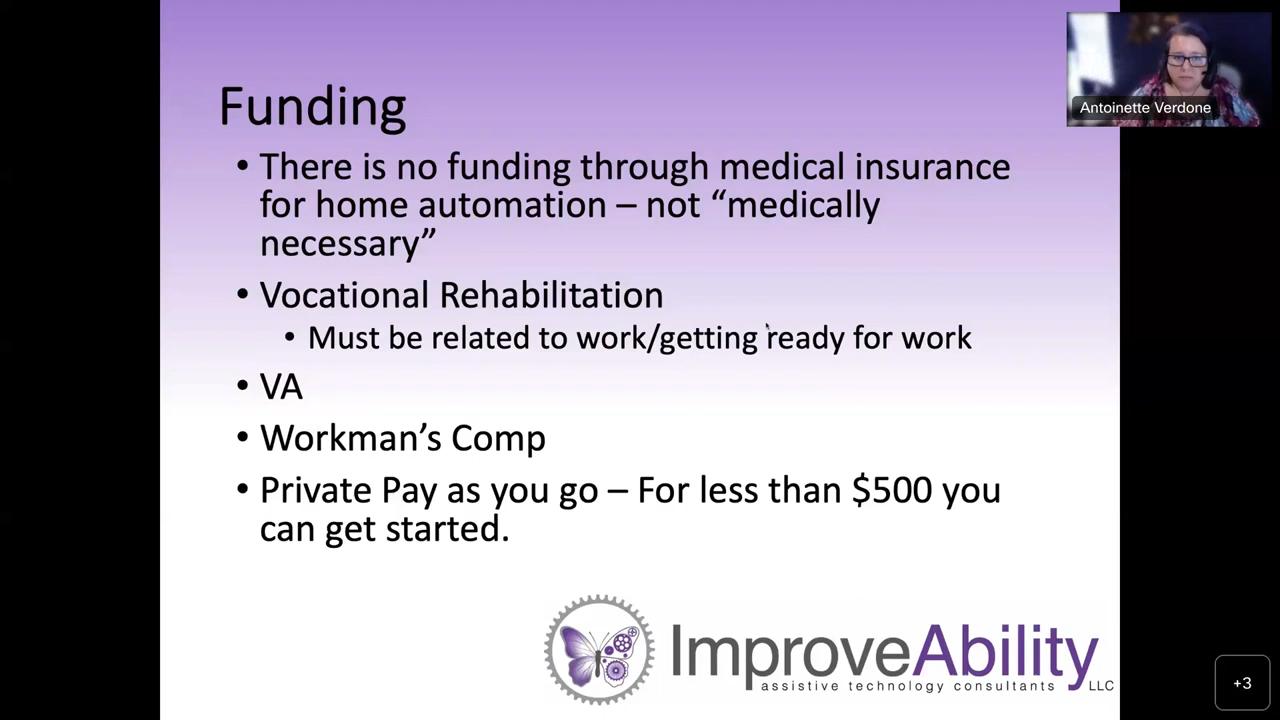 Funding
• There is no funding through medical insurance
for home automation – not “medically
necessary”
• Vocational Rehabilitation
• Must be related to work/getting ready for work
• VA
• Workman’s Comp
• Private Pay as you go – For less than $500 you
can get started.
ImproveAbility
assistive technology consultants LLC
Antoinette Verdone
+3